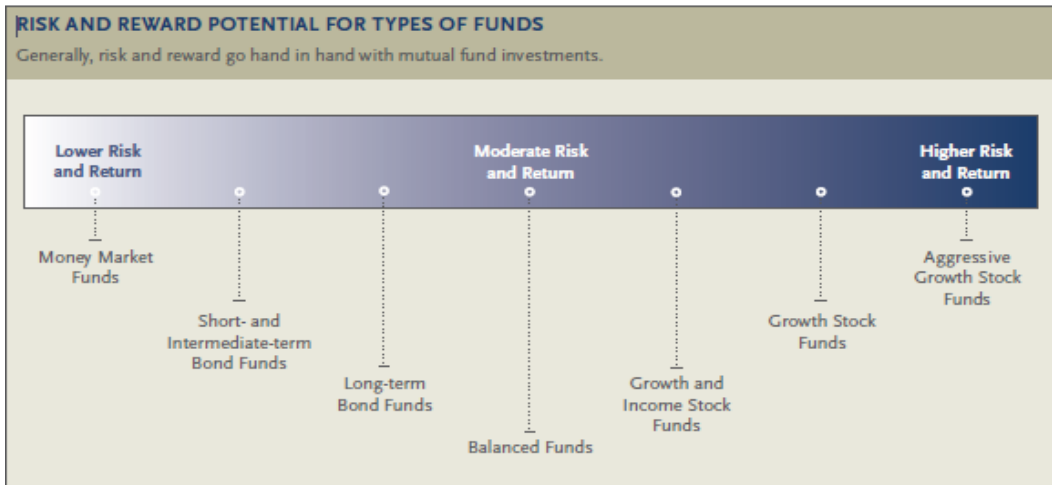 RISK AND REWARD POTENTIAL FOR TYPES OF FUNDS
Generally, risk and reward go hand in hand with mutual fund investments.
Lower Risk
and Return
Moderate Risk
and Return
Higher Risk
and Return
Money Market
Funds
Short- and
Intermediate-term
Bond Funds
Long-term
Bond Funds
Balanced Funds
Growth and
Income Stock
Funds
Growth Stock
Funds
Aggressive
Growth Stock
Funds